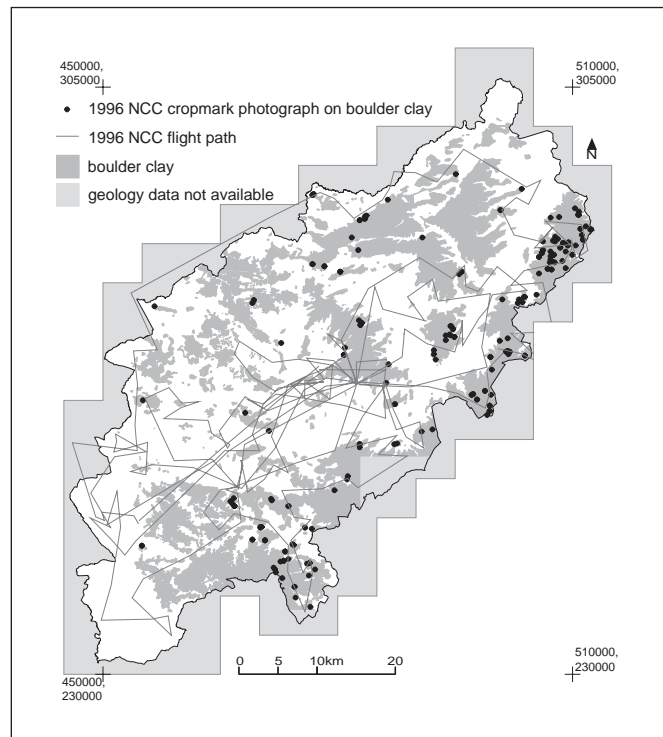 450000,
305000
510000
305000
1996 NCC cropmark photograph on boulder clay
1996 NCC flight path
boulder clay
geology data not available
N
0 5 10km 20
450000,
230000
510000,
230000